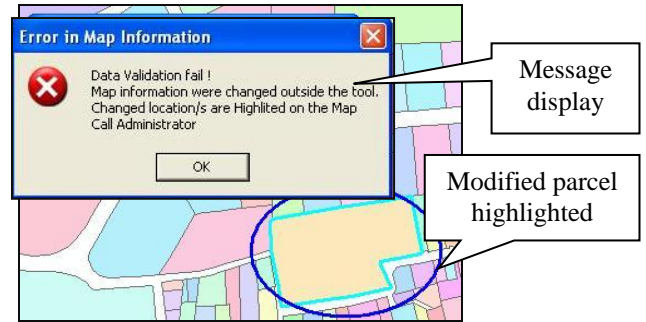 Error in Map Information
Data Validation fail !
Map information were changed outside the tool.
Changed location/s are Highlited on the Map
Call Administrator
OK
Message
display
Modified parcel
highlighted